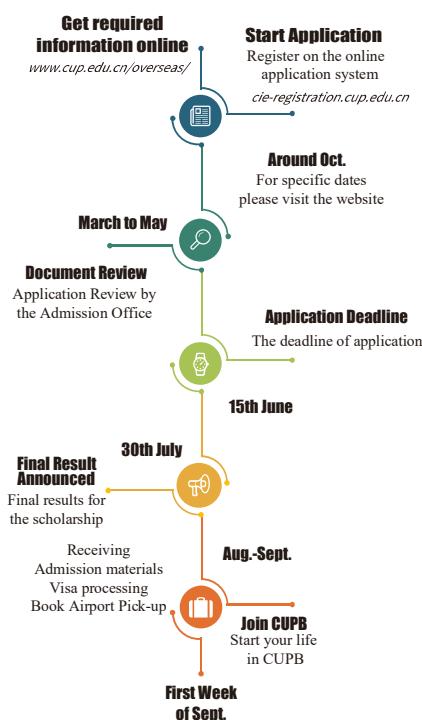 Get required
information online
www.cup.edu.cn/overseas/
Start Application
Register on the online
application system
cie-registration.cup.edu.cn
Around Oct.
For specific dates
please visit the website
March to May
Document Review
Application Review by
the Admission Office
Application Deadline
The deadline of application
15th June
30th July
Final Result
Announced
Final results for
the scholarship
Aug.-Sept.
Receiving
Admission materials
Visa processing
Book Airport Pick-up
Join CUPB
Start your life
in CUPB
First Week
of Sept.